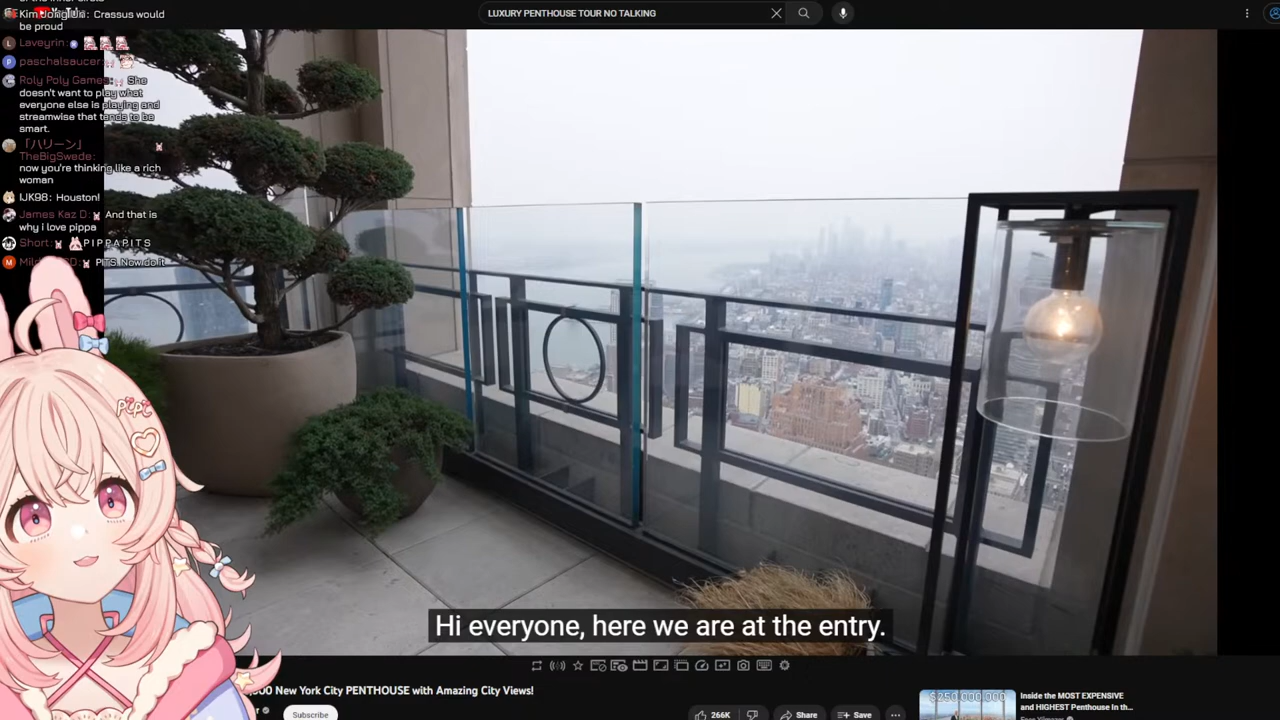 LUXURY PENTHOUSE TOUR NO TALKING
Kim Jonglun: Crassus would
be proud
Laveyrin:
paschalsaucer:
Roly Poly Games: She
doesn't want to play what
everyone else is playing and
streamwise that tends to be
smart.
「ハリーン」
TheBigSwede:
now you're thinking like a rich
woman
IJK98: Houston!
James Kaz D: And that is
why i love pippa
Short: PIPPAPITS
PITS. Now do it
Hi everyone, here we are at the entry.
New York City PENTHOUSE with Amazing City Views!
Subscribe
266K
Share
Save
$250,000,000
Inside the MOST EXPENSIVE
and HIGHEST Penthouse In th...